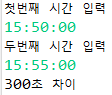 첫번째 시간 입력
15:50:00
두번째 시간 입력
15:55:00
300초 차이